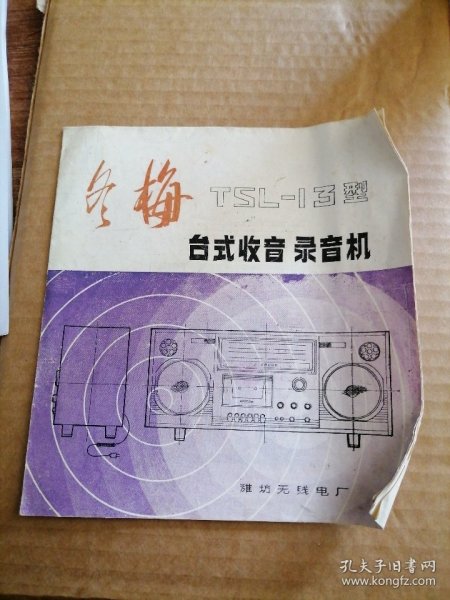 冬梅 TSL-13型
台式收音录音机
潍坊无线电厂
孔夫子旧书网
www.kongfz.com